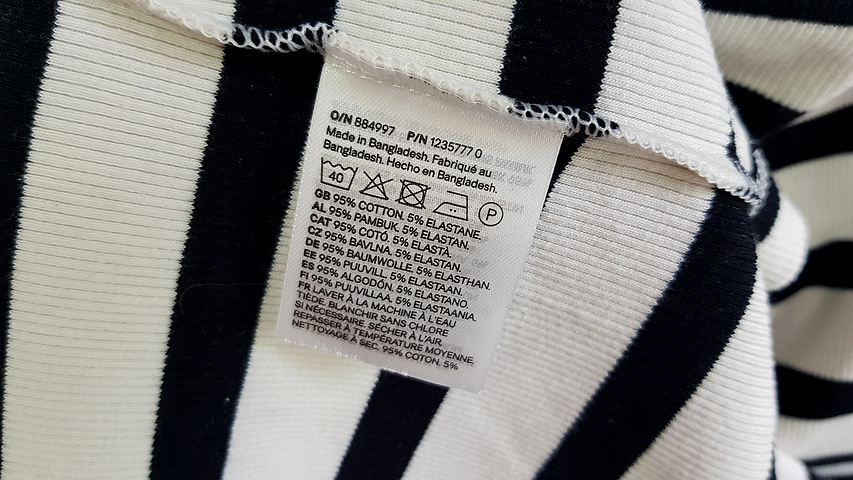 O/N 884997 P/N 1235777 0
Made in Bangladesh. Fabriqué au
Bangladesh. Hecho en Bangladesh.
40 P
GB 95% COTTON. 5% ELASTANE.
AL 95% PAMBUK. 5% ELASTAN.
CAT 95% COTÓ. 5% ELASTÀ.
CZ 95% BAVLNA. 5% ELASTAN.
DE 95% BAUMWOLLE. 5% ELASTHAN.
EE 95% PUUVILL. 5% ELASTAAN.
ES 95% ALGODÓN. 5% ELASTANO.
FI 95% PUUVILLAA. 5% ELASTAANIA.
FR LAVER À LA MACHINE À L'EAU
TIÈDE. BLANCHIR SANS CHLORE
SI NÉCESSAIRE. SÉCHER À L'AIR.
REPASSER À TEMPÉRATURE MOYENNE.
NETTOYAGE À SEC. 95% COTON. 5%